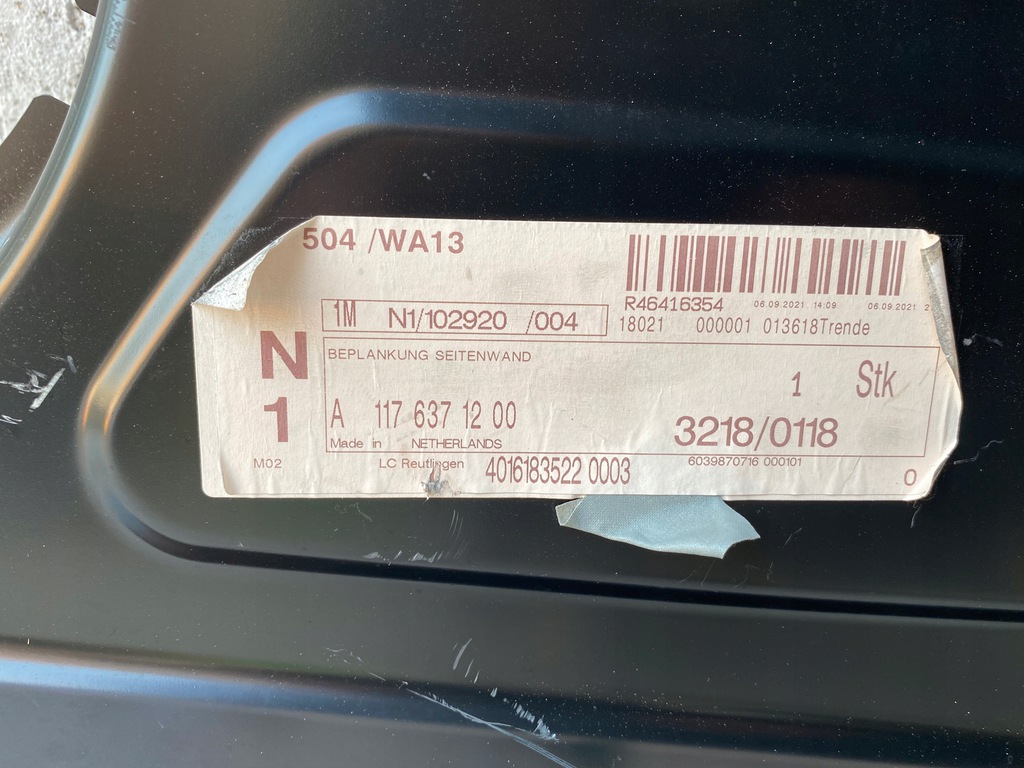 504 /WA13
R46416354 06.09.2021 14:09 06.09.2021 2
1M N1/102920 /004
18021 000001 013618Trende
N
1
BEPLANKUNG SEITENWAND
1 Stk
A 117 637 12 00
3218/0118
Made in NETHERLANDS
M02
LC Reutlingen 4016183522 0003
6039870716 000101
0